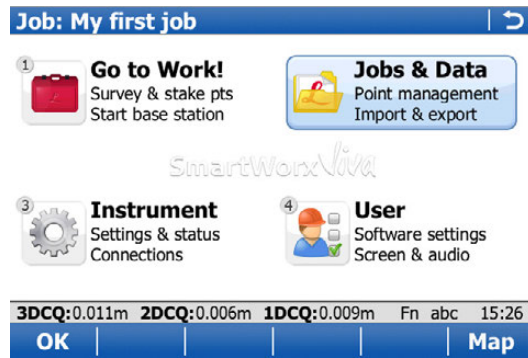 Job: My first job
1
Go to Work!
Survey & stake pts
Start base station
Jobs & Data
Point management
Import & export
SmartWorx Viva
3
Instrument
Settings & status
Connections
4
User
Software settings
Screen & audio
3DCQ:0.011m 2DCQ:0.006m 1DCQ:0.009m Fn abc 15:26
OK Map